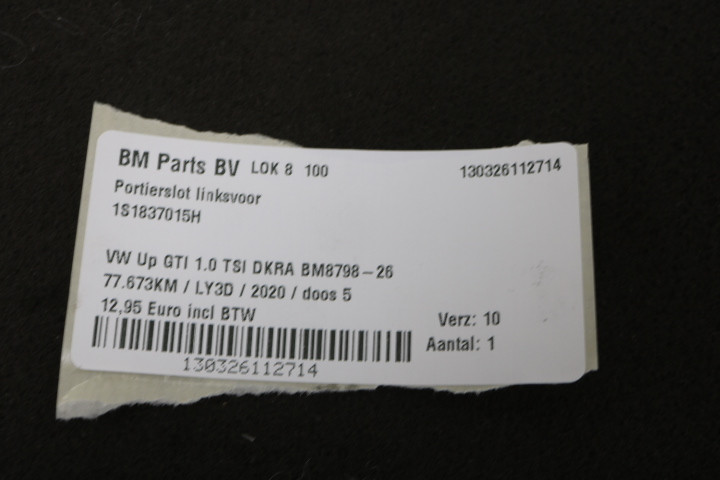 BM Parts BV LOK 8 100 130326112714
Portierslot linksvoor
1S1837015H
VW Up GTI 1.0 TSI DKRA BM8798-26
77.673KM / LY3D / 2020 / doos 5
12,95 Euro incl BTW
Verz: 10
Aantal: 1
130326112714